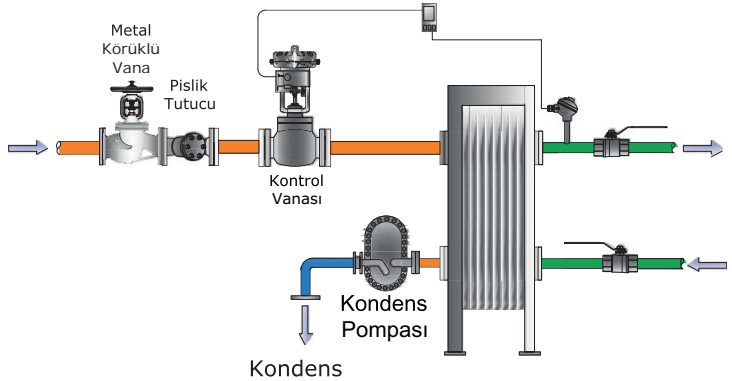 Metal
Körüklü
Vana
Pislik
Tutucu
Kontrol
Vanası
Kondens
Pompası
Kondens